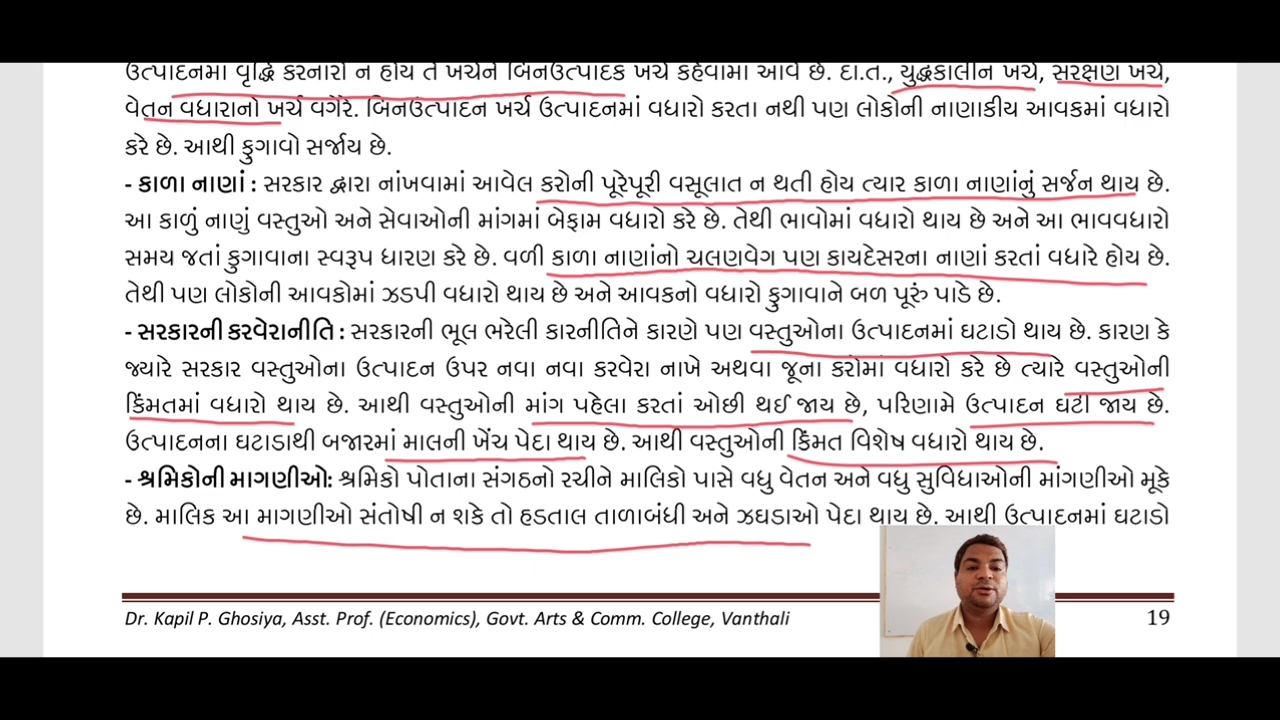 ઉત્પાદનમાં વૃદ્ધિ કરનારો ન હોય તે ખર્ચને બિનઉત્પાદક ખર્ચ કહેવામાં આવે છે. દા.ત., યુદ્ધકાલીન ખર્ચ, સંરક્ષણ ખર્ચ,
વેતન વધારાનો ખર્ચ વગેરે. બિનઉત્પાદન ખર્ચ ઉત્પાદનમાં વધારો કરતા નથી પણ લોકોની નાણાકીય આવકમાં વધારો
કરે છે. આથી ફુગાવો સર્જાય છે.
- કાળા નાણાં : સરકાર દ્વારા નાંખવામાં આવેલ કરોની પૂરેપૂરી વસૂલાત ન થતી હોય ત્યાર કાળા નાણાંનું સર્જન થાય છે.
આ કાળું નાણું વસ્તુઓ અને સેવાઓની માંગમાં બેફામ વધારો કરે છે. તેથી ભાવોમાં વધારો થાય છે અને આ ભાવવધારો
સમય જતાં ફુગાવાના સ્વરૂપ ધારણ કરે છે. વળી કાળા નાણાંનો ચલણવેગ પણ કાયદેસરના નાણાં કરતાં વધારે હોય છે.
તેથી પણ લોકોની આવકોમાં ઝડપી વધારો થાય છે અને આવકનો વધારો ફુગાવાને બળ પૂરું પાડે છે.
- સરકારની કરવેરાનીતિ : સરકારની ભૂલ ભરેલી કારનીતિને કારણે પણ વસ્તુઓના ઉત્પાદનમાં ઘટાડો થાય છે. કારણ કે
જ્યારે સરકાર વસ્તુઓના ઉત્પાદન ઉપર નવા નવા કરવેરા નાખે અથવા જૂના કરોમાં વધારો કરે છે ત્યારે વસ્તુઓની
કિંમતમાં વધારો થાય છે. આથી વસ્તુઓની માંગ પહેલા કરતાં ઓછી થઈ જાય છે, પરિણામે ઉત્પાદન ઘટી જાય છે.
ઉત્પાદનના ઘટાડાથી બજારમાં માલની ખેંચ પેદા થાય છે. આથી વસ્તુઓની કિંમત વિશેષ વધારો થાય છે.
- શ્રમિકોની માગણીઓ: શ્રમિકો પોતાના સંગઠનો રચીને માલિકો પાસે વધુ વેતન અને વધુ સુવિધાઓની માંગણીઓ મૂકે
છે. માલિક આ માગણીઓ સંતોષી ન શકે તો હડતાલ તાળાબંધી અને ઝઘડાઓ પેદા થાય છે. આથી ઉત્પાદનમાં ઘટાડો
Dr. Kapil P. Ghosiya, Asst. Prof. (Economics), Govt. Arts & Comm. College, Vanthali 19